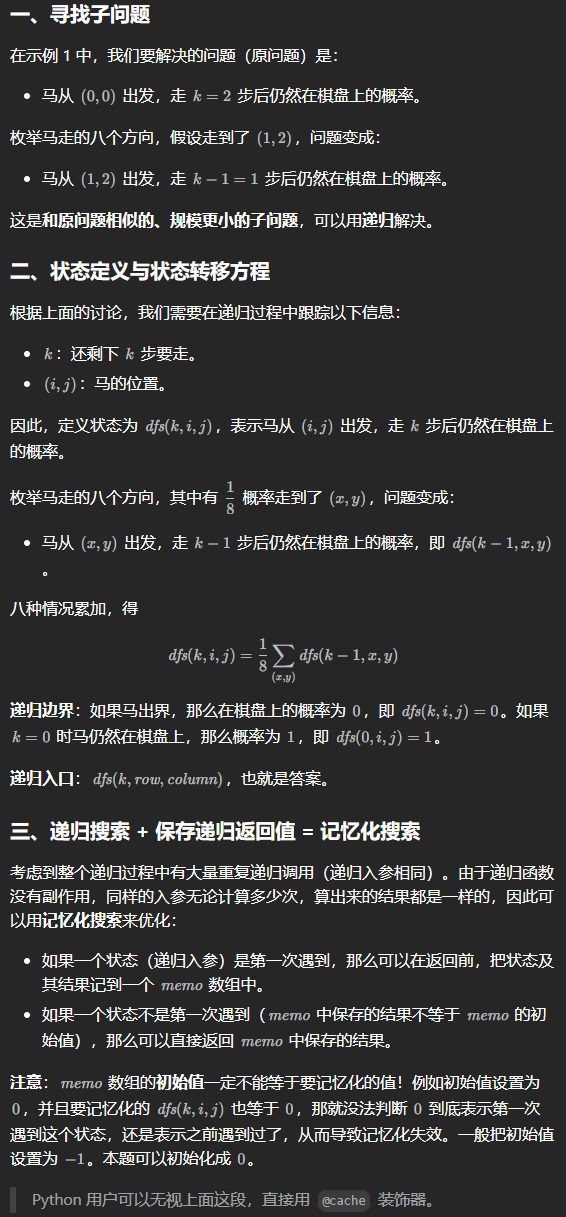 一、寻找子问题
在示例 1 中，我们要解决的问题（原问题）是：
• 马从 (0,0) 出发，走 k = 2 步后仍然在棋盘上的概率。
枚举马走的八个方向，假设走到了 (1,2)，问题变成：
• 马从 (1,2) 出发，走 k − 1 = 1 步后仍然在棋盘上的概率。
这是和原问题相似的、规模更小的子问题，可以用递归解决。
二、状态定义与状态转移方程
根据上面的讨论，我们需要在递归过程中跟踪以下信息：
• k：还剩下 k 步要走。
• (i,j)：马的位置。
因此，定义状态为 dfs(k,i,j)，表示马从 (i,j) 出发，走 k 步后仍然在棋盘上
的概率。
枚举马走的八个方向，其中有 1/8 概率走到了 (x,y)，问题变成：
• 马从 (x,y) 出发，走 k − 1 步后仍然在棋盘上的概率，即 dfs(k − 1,x,y)
。
八种情况累加，得
dfs(k,i,j) = 1/8 ∑(x,y) dfs(k − 1,x,y)
递归边界：如果马出界，那么在棋盘上的概率为 0，即 dfs(k,i,j) = 0。如果
k = 0 时马仍然在棋盘上，那么概率为 1，即 dfs(0,i,j) = 1。
递归入口：dfs(k,row,column)，也就是答案。
三、递归搜索 + 保存递归返回值 = 记忆化搜索
考虑到整个递归过程中有大量重复递归调用（递归入参相同）。由于递归函数
没有副作用，同样的入参无论计算多少次，算出来的结果都是一样的，因此可
以用记忆化搜索来优化：
• 如果一个状态（递归入参）是第一次遇到，那么可以在返回前，把状态及
其结果记到一个 memo 数组中。
• 如果一个状态不是第一次遇到（memo 中保存的结果不等于 memo 的初
始值），那么可以直接返回 memo 中保存的结果。
注意：memo 数组的初始值一定不能等于要记忆化的值！例如初始值设置为
0，并且要记忆化的 dfs(k,i,j) 也等于 0，那就没法判断 0 到底表示第一次
遇到这个状态，还是表示之前遇到过了，从而导致记忆化失效。一般把初始值
设置为 −1。本题可以初始化成 0。
Python 用户可以无视上面这段，直接用 @cache 装饰器。